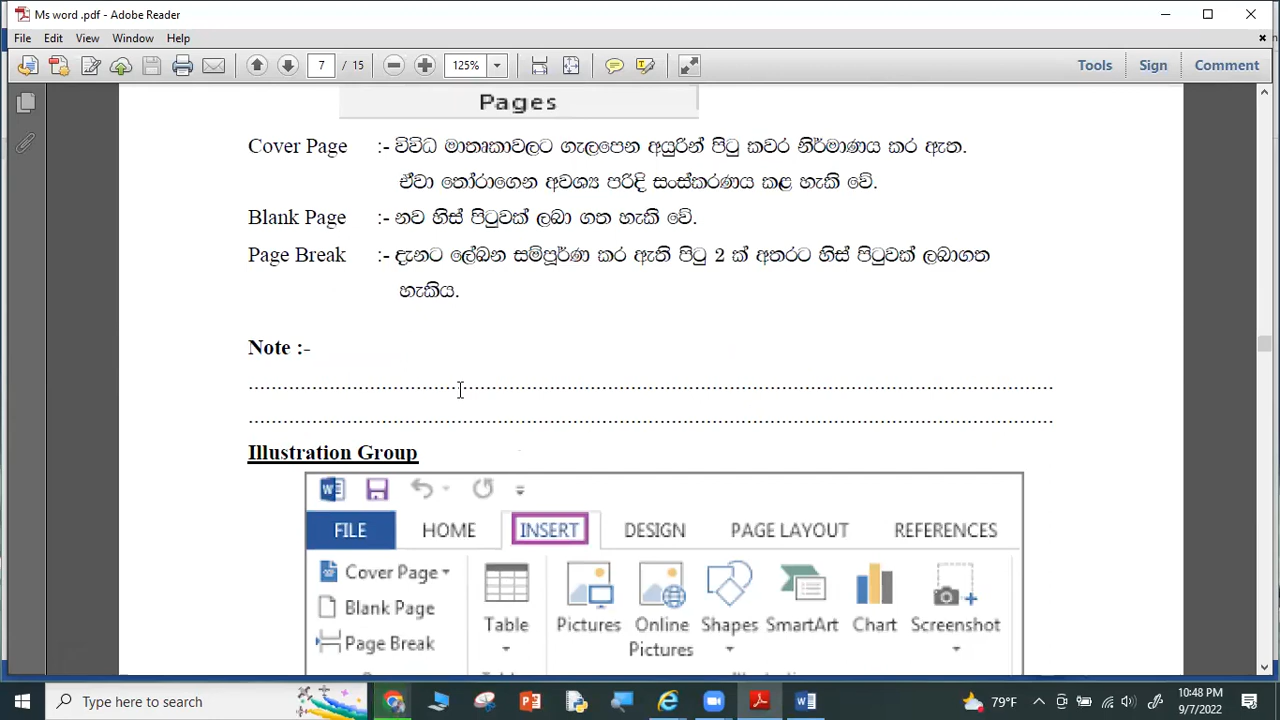 Ms word .pdf - Adobe Reader
File Edit View Window Help
7 / 15 125% Tools Sign Comment
Pages
Cover Page :- විවිධ මාතෘකාවලට ගැලපෙන අයුරින් පිටු කවර නිර්මාණය කර ඇත.
ඒවා තෝරාගෙන අවශ්‍ය පරිදි සංස්කරණය කළ හැකි වේ.
Blank Page :- නව හිස් පිටුවක් ලබා ගත හැකි වේ.
Page Break :- දැනට ලේඛන සම්පූර්ණ කර ඇති පිටු 2 ක් අතරට හිස් පිටුවක් ලබාගත
හැකිය.
Note :-
Illustration Group
FILE HOME INSERT DESIGN PAGE LAYOUT REFERENCES
Cover Page
Blank Page
Page Break
Table Pictures Online Pictures Shapes SmartArt Chart Screenshot
Type here to search
79°F
10:48 PM
9/7/2022